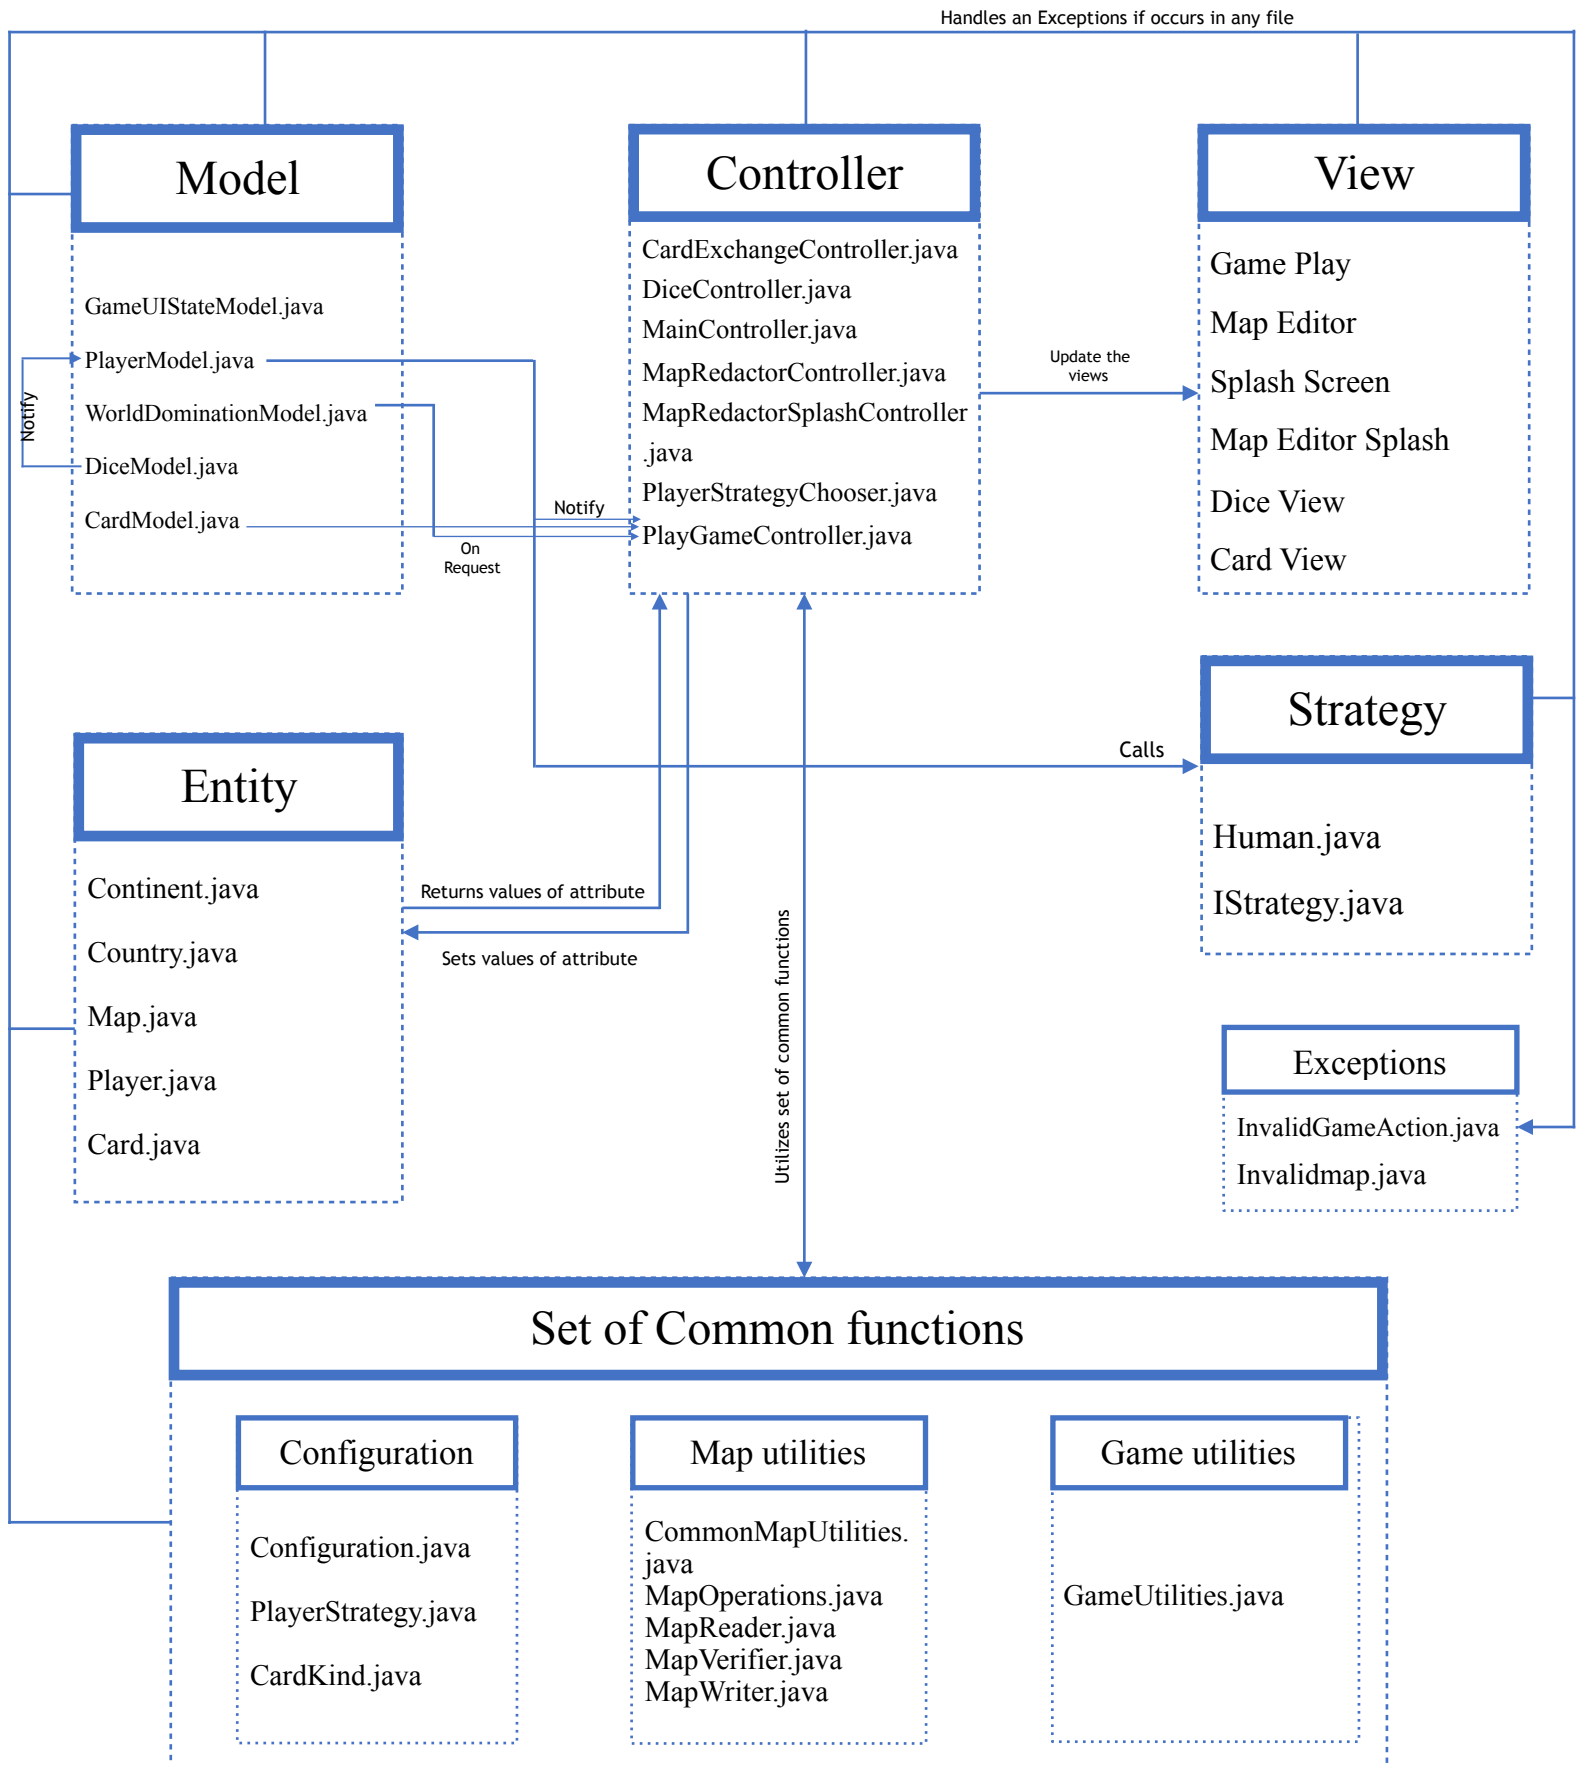 Handles an Exceptions if occurs in any file
Model
GameUIStateModel.java
PlayerModel.java
WorldDominationModel.java
DiceModel.java
CardModel.java
Notify
Controller
CardExchangeController.java
DiceController.java
MainController.java
MapRedactorController.java
MapRedactorSplashController
.java
PlayerStrategyChooser.java
PlayGameController.java
Notify
On
Request
Update the
views
View
Game Play
Map Editor
Splash Screen
Map Editor Splash
Dice View
Card View
Strategy
Human.java
IStrategy.java
Calls
Entity
Continent.java
Country.java
Map.java
Player.java
Card.java
Returns values of attribute
Sets values of attribute
Utilizes set of common functions
Exceptions
InvalidGameAction.java
Invalidmap.java
Set of Common functions
Configuration
Configuration.java
PlayerStrategy.java
CardKind.java
Map utilities
CommonMapUtilities.
java
MapOperations.java
MapReader.java
MapVerifier.java
MapWriter.java
Game utilities
GameUtilities.java